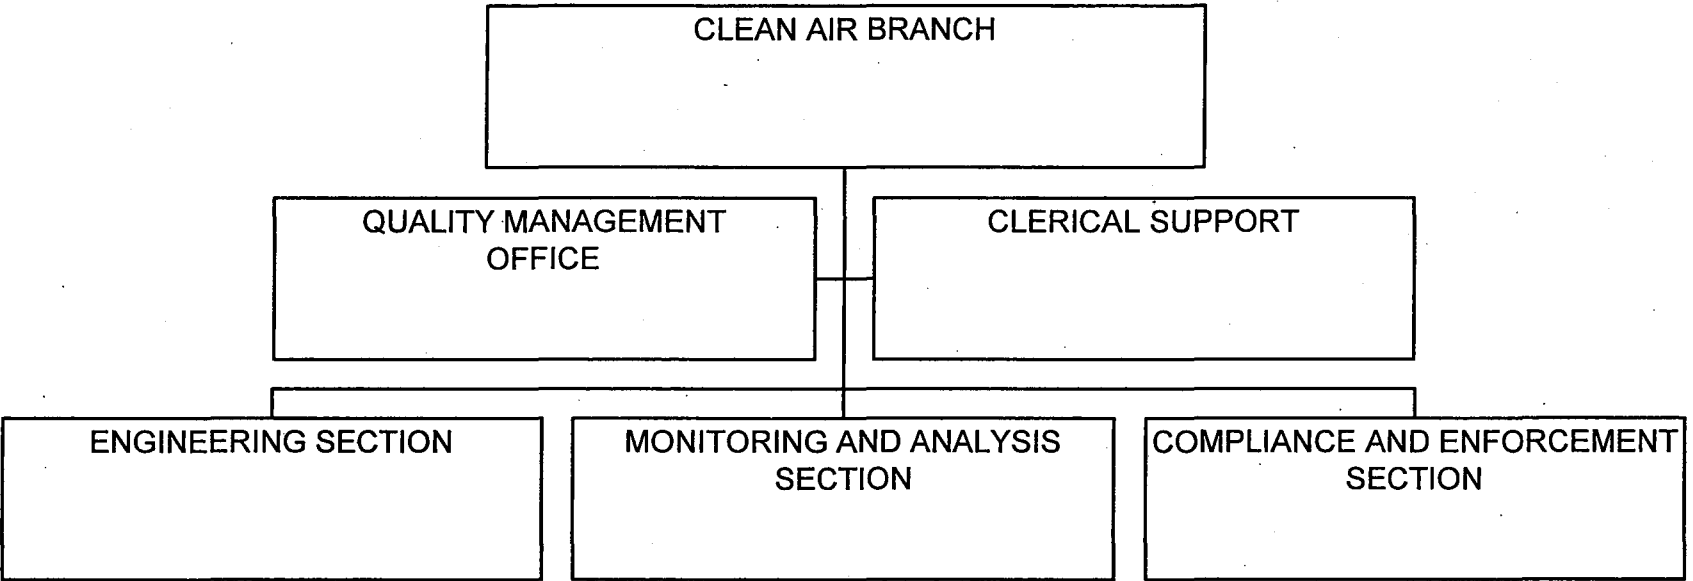 CLEAN AIR BRANCH
QUALITY MANAGEMENT
OFFICE
CLERICAL SUPPORT
ENGINEERING SECTION
MONITORING AND ANALYSIS
SECTION
COMPLIANCE AND ENFORCEMENT
SECTION